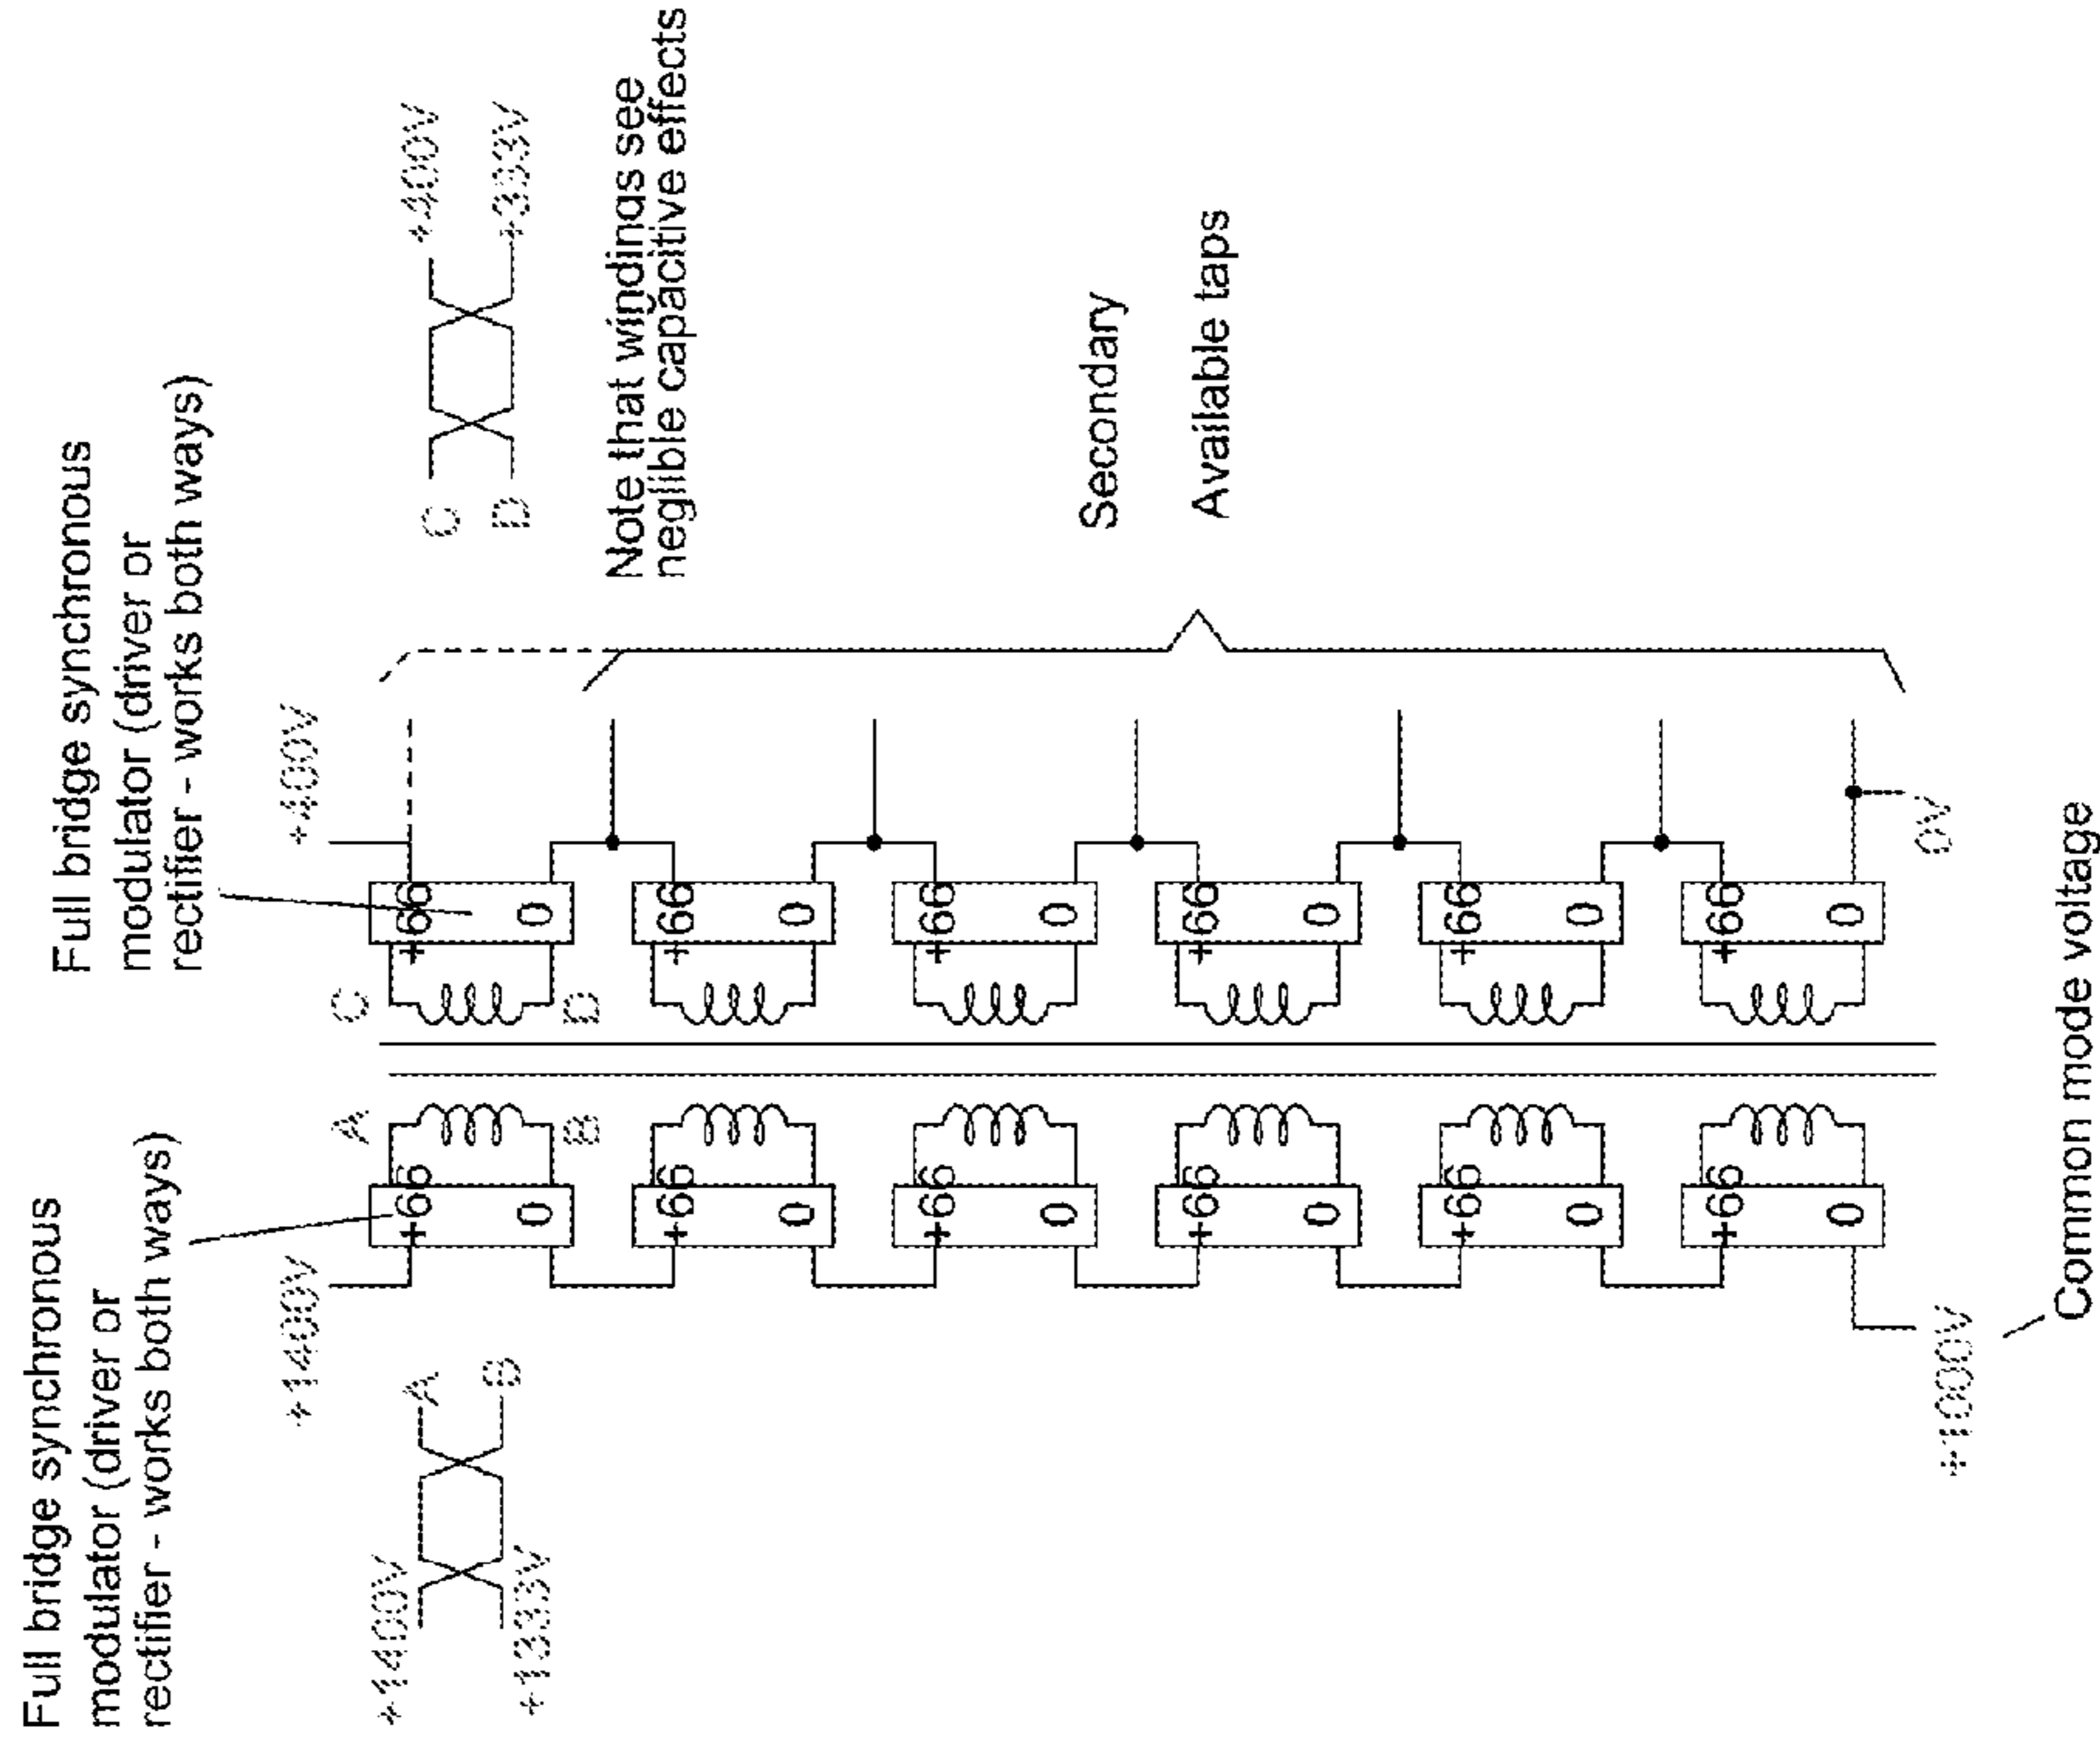 Full bridge synchronous
modulator (driver or
rectifier - works both ways)
Full bridge synchronous
modulator (driver or
rectifier - works both ways)
+1400V
+400V
+1400V
A
A
C
C
+400V
+66
+66
+1333V
B
0
0
B
D
D
+333V
Note that windings see
neglible capacitive effects
+66
+66
0
0
+66
+66
0
0
Secondary
+66
+66
Available taps
0
0
+66
+66
0
0
+66
+66
0
0
+1000V
0V
Common mode voltage